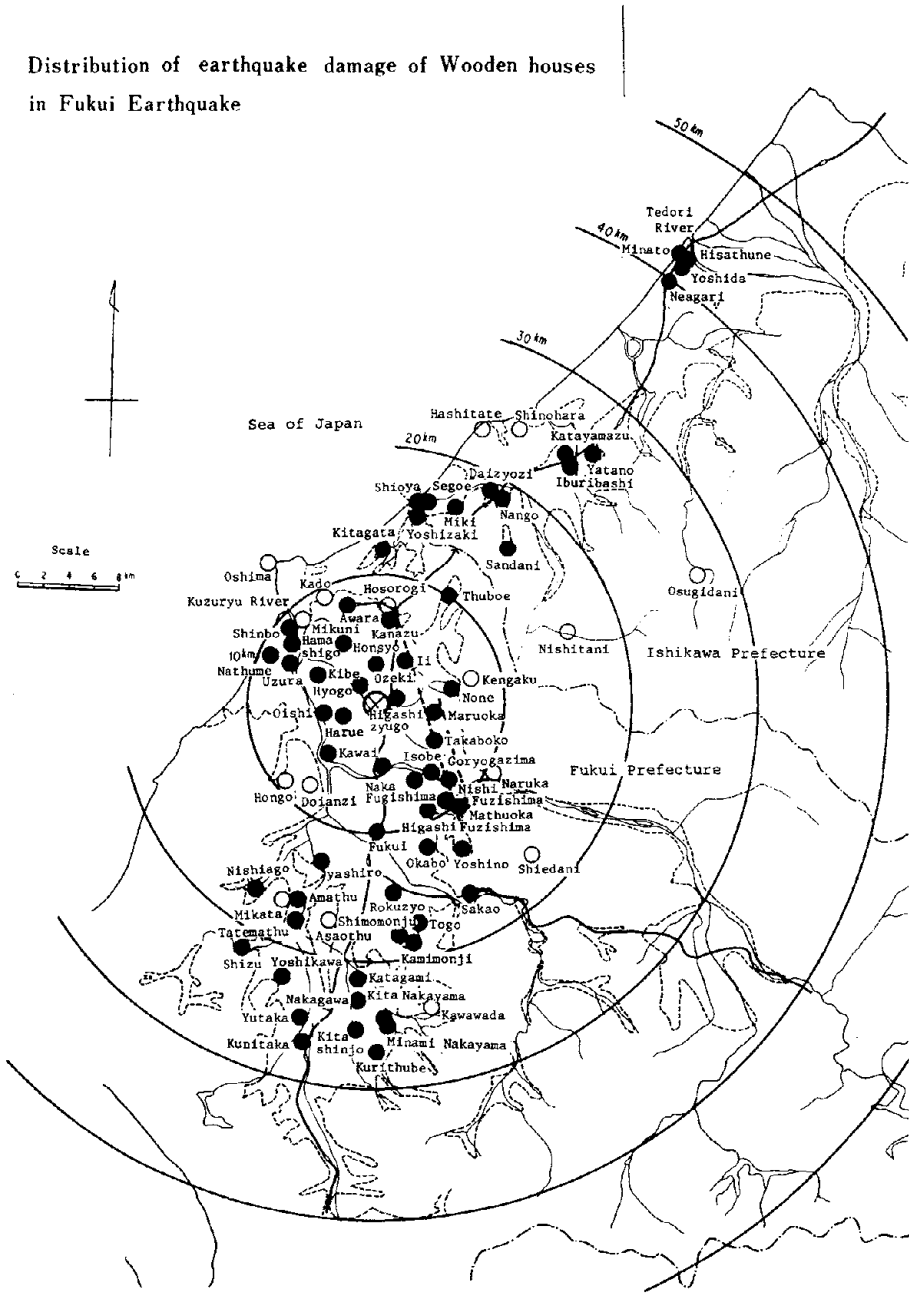 Distribution of earthquake damage of Wooden houses
in Fukui Earthquake
50 km
Tedori
River
40 km
Minato
Hisathune
Yoshida
Neagari
30 km
Hashitate
Shinohara
Sea of Japan
20 km
Katayamazu
Daizyozi
Yatano
Iburibashi
Shioya
Segoe
Nango
Miki
Yoshizaki
Kitagata
Sandani
Scale
0 2 4 6 8 km
Oshima
Kado
Hosorogi
Thuboe
Osugidani
Kuzuryu River
Awara
Mikuni
Kanazu
Shinbo
Hama
shigo
Honsyo
Nishitani
10km
Ii
Ishikawa Prefecture
Nathume
Uzura
Kibe
Ozeki
Kengaku
Hyogo
None
Oishi
Higashi
zyugo
Maruoka
Harue
Takaboko
Kawai
Isobe
Goryogazima
Naka
Nishi
Naruka
Fukui Prefecture
Hongo
Doianzi
Fugishima
Fuzishima
Mathuoka
Higashi
Fuzishima
Fukui
Okabo
Yoshino
Shiedani
Iyashiro
Nishiago
Amathu
Rokuzyo
Sakao
Mikata
Shimomonju
Togo
Tatemathu
Asaothu
Kamimonji
Shizu
Yoshikawa
Katagami
Nakagawa
Kita Nakayama
Kawawada
Yutaka
Kunitaka
Kita
shinjo
Minami Nakayama
Kurithube